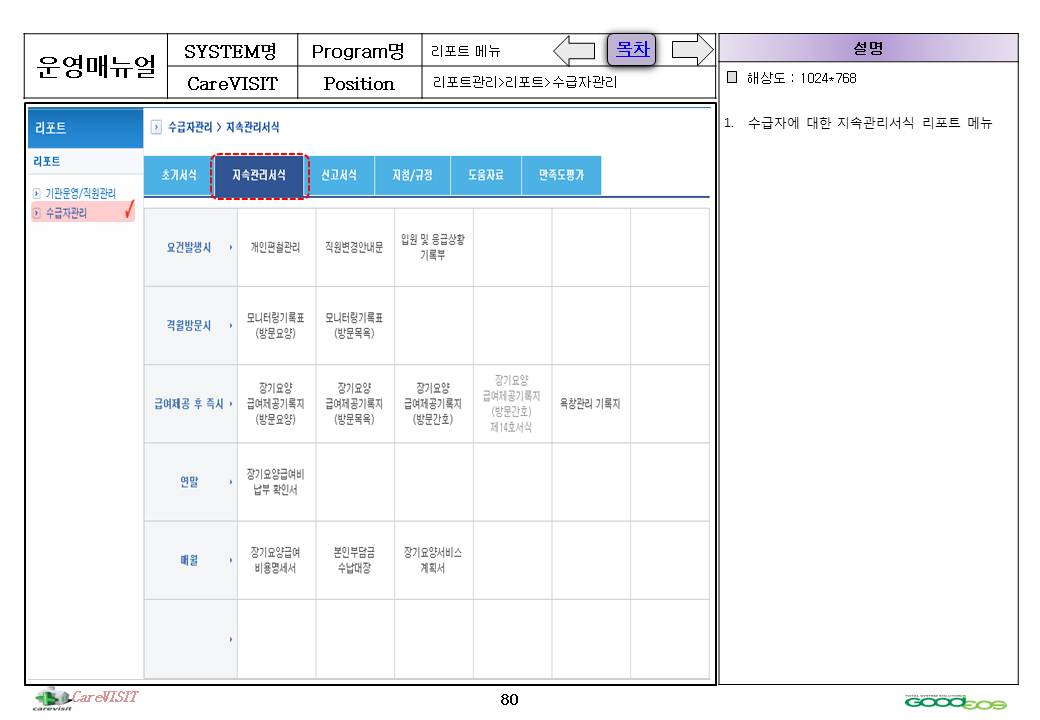 운영매뉴얼
SYSTEM명
Program명
리포트 메뉴
목차
설명
CareVISIT
Position
리포트관리>리포트>수급자관리
해상도 : 1024*768
1. 수급자에 대한 지속관리서식 리포트 메뉴
리포트
리포트
기관운영/직원관리
수급자관리
수급자관리 > 지속관리서식
초기서식
지속관리서식
신고서식
지침/규정
도움자료
만족도평가
요건발생시
개인편철관리
직원변경안내문
입원 및 응급상황
기록부
격월방문시
모니터링기록표
(방문요양)
모니터링기록표
(방문목욕)
급여제공 후 즉시
장기요양
급여제공기록지
(방문요양)
장기요양
급여제공기록지
(방문목욕)
장기요양
급여제공기록지
(방문간호)
장기요양
급여제공기록지
(방문간호)
제14호서식
욕창관리 기록지
연말
장기요양급여비
납부 확인서
매월
장기요양급여
비용명세서
본인부담금
수납대장
장기요양서비스
계획서
CareVISIT
carevisit
80
TOTAL SYSTEM SOLUTIONS
GOODEOS